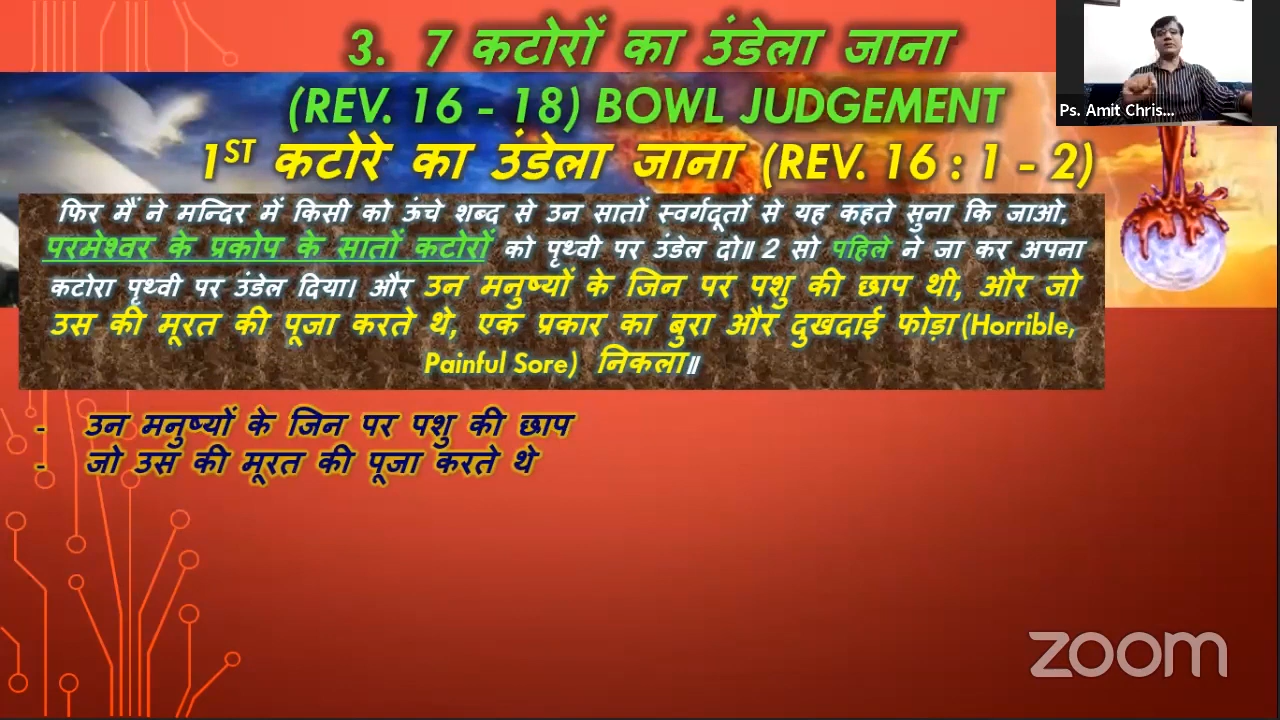 3. 7 कटोरों का उंडेला जाना
(REV. 16 - 18) BOWL JUDGEMENT
1ST कटोरे का उंडेला जाना (REV. 16 : 1 - 2)
Ps. Amit Chris...
फिर मैं ने मन्दिर में किसी को ऊंचे शब्द से उन सातों स्वर्गदूतों से यह कहते सुना कि जाओ,
परमेश्वर के प्रकोप के सातों कटोरों को पृथ्वी पर उंडेल दो॥ 2 सो पहिले ने जा कर अपना
कटोरा पृथ्वी पर उंडेल दिया। और उन मनुष्यों के जिन पर पशु की छाप थी, और जो
उस की मूरत की पूजा करते थे, एक प्रकार का बुरा और दुखदाई फोड़ा (Horrible,
Painful Sore) निकला॥
- उन मनुष्यों के जिन पर पशु की छाप
- जो उस की मूरत की पूजा करते थे
zoom